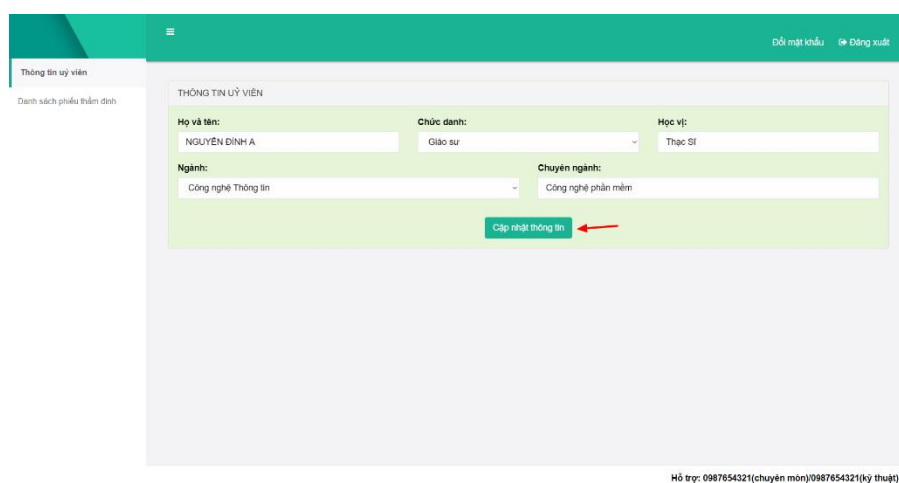 Đổi mật khẩu Đăng xuất
Thông tin uỷ viên
Danh sách phiếu thẩm định
THÔNG TIN UỶ VIÊN
Họ và tên: Chức danh: Học vị:
NGUYỄN ĐÌNH A Giáo sư Thạc Sĩ
Ngành: Chuyên ngành:
Công nghệ Thông tin Công nghệ phần mềm
Cập nhật thông tin
Hỗ trợ: 0987654321(chuyên môn)/0987654321(kỹ thuật)